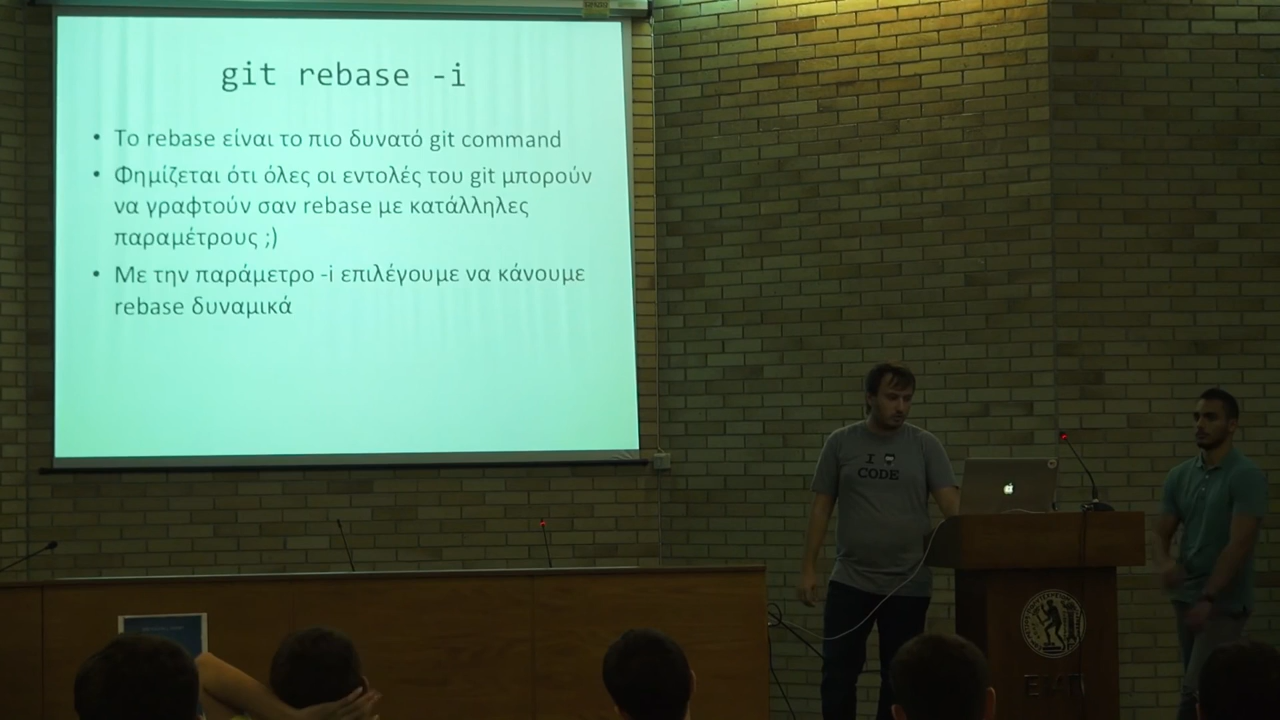 git rebase -i
• Το rebase είναι το πιο δυνατό git command
• Φημίζεται ότι όλες οι εντολές του git μπορούν
να γραφτούν σαν rebase με κατάλληλες
παραμέτρους ;)
• Με την παράμετρο -i επιλέγουμε να κάνουμε
rebase δυναμικά
I
CODE
ΕΜΠ